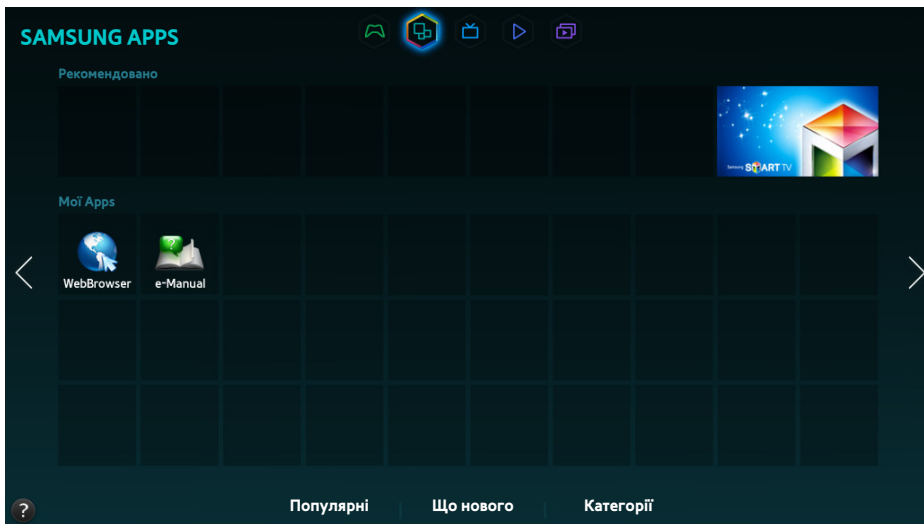 SAMSUNG APPS
Рекомендовано
Samsung SMART TV
Мої Apps
?
WebBrowser e-Manual
Популярні Що нового Категорії
?